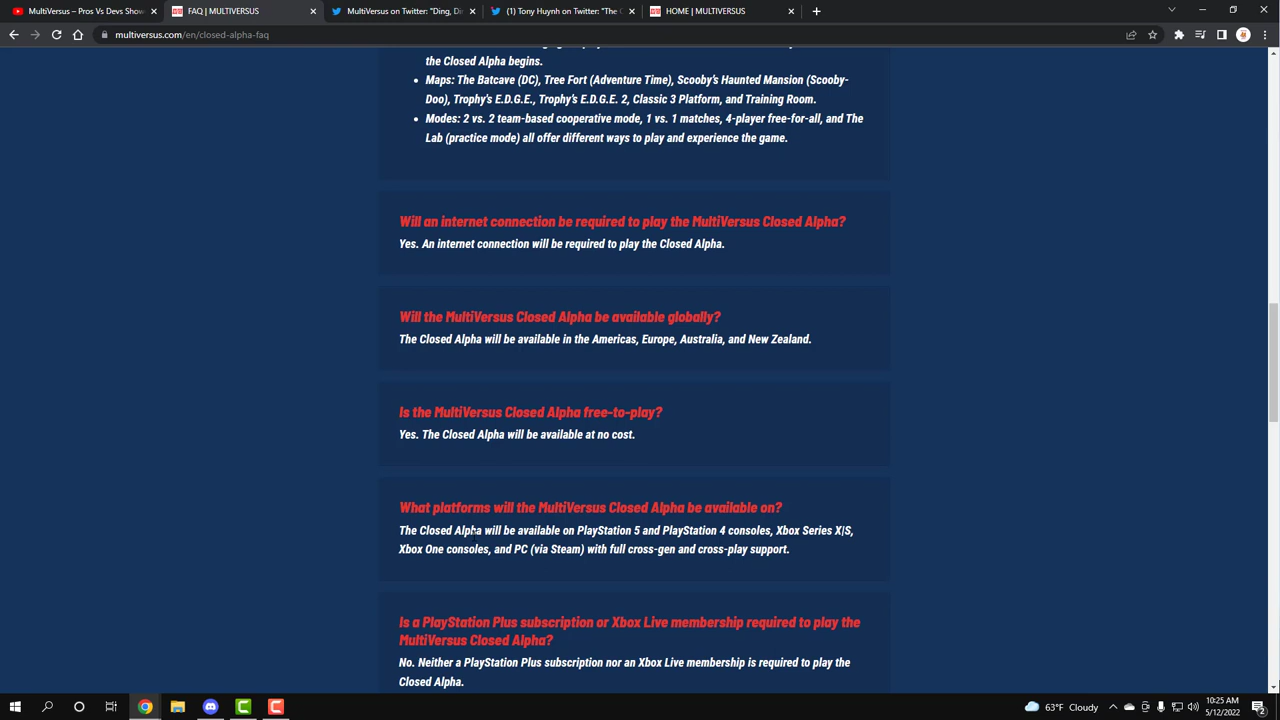 MultiVersus – Pros Vs Devs Show
FAQ | MULTIVERSUS
MultiVersus on Twitter: "Ding, Di
(1) Tony Huynh on Twitter: "The C
HOME | MULTIVERSUS
multiversus.com/en/closed-alpha-faq
the Closed Alpha begins.
Maps: The Batcave (DC), Tree Fort (Adventure Time), Scooby's Haunted Mansion (Scooby-
Doo), Trophy's E.D.G.E., Trophy's E.D.G.E. 2, Classic 3 Platform, and Training Room.
Modes: 2 vs. 2 team-based cooperative mode, 1 vs. 1 matches, 4-player free-for-all, and The
Lab (practice mode) all offer different ways to play and experience the game.
Will an internet connection be required to play the MultiVersus Closed Alpha?
Yes. An internet connection will be required to play the Closed Alpha.
Will the MultiVersus Closed Alpha be available globally?
The Closed Alpha will be available in the Americas, Europe, Australia, and New Zealand.
Is the MultiVersus Closed Alpha free-to-play?
Yes. The Closed Alpha will be available at no cost.
What platforms will the MultiVersus Closed Alpha be available on?
The Closed Alpha will be available on PlayStation 5 and PlayStation 4 consoles, Xbox Series X|S,
Xbox One consoles, and PC (via Steam) with full cross-gen and cross-play support.
Is a PlayStation Plus subscription or Xbox Live membership required to play the
MultiVersus Closed Alpha?
No. Neither a PlayStation Plus subscription nor an Xbox Live membership is required to play the
Closed Alpha.
63°F Cloudy
10:25 AM
5/12/2022
2